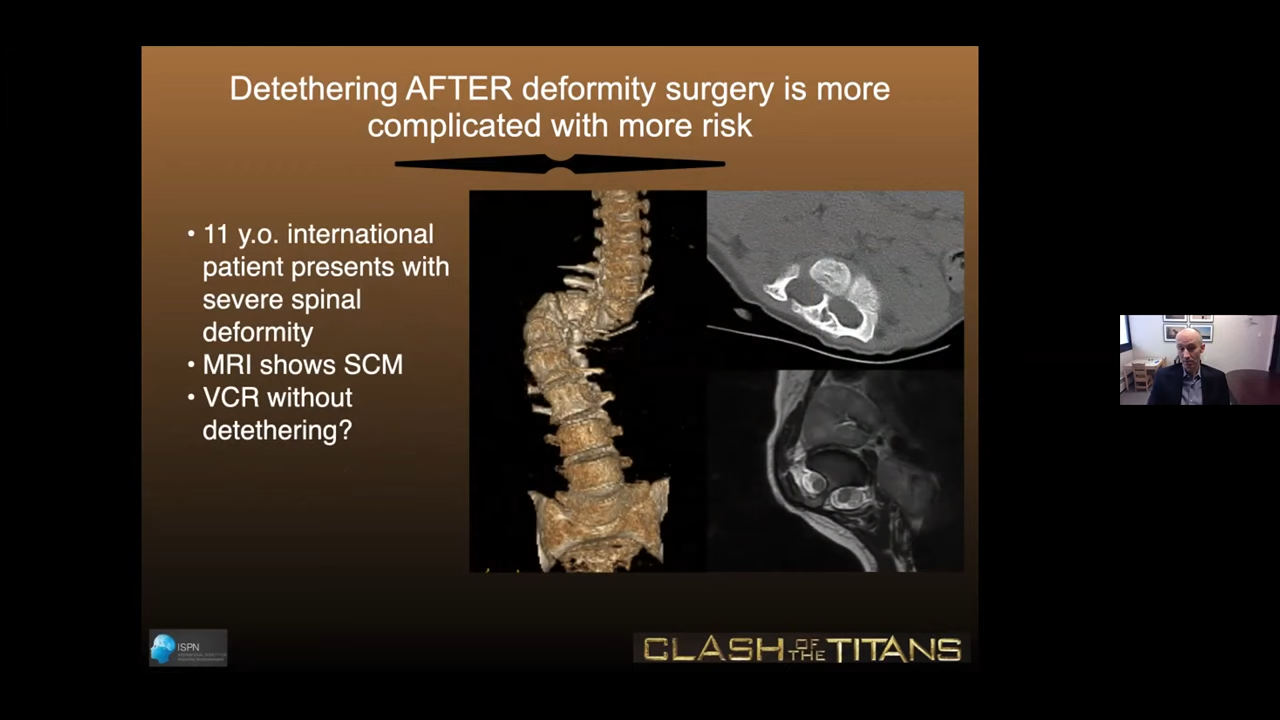 Detethering AFTER deformity surgery is more
complicated with more risk
• 11 y.o. international
patient presents with
severe spinal
deformity
• MRI shows SCM
• VCR without
detethering?
ISPN
CLASH OF THE TITANS